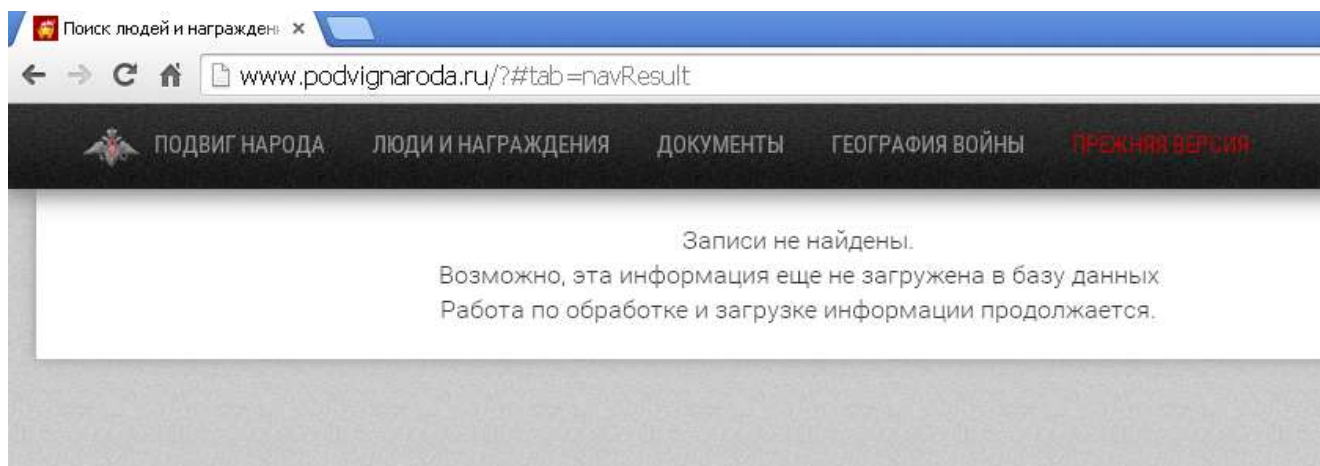 Поиск людей и награжден
www.podvignaroda.ru/?#tab=navResult
ПОДВИГ НАРОДА ЛЮДИ И НАГРАЖДЕНИЯ ДОКУМЕНТЫ ГЕОГРАФИЯ ВОЙНЫ ПРЕЖНЯЯ ВЕРСИЯ
Записи не найдены.
Возможно, эта информация еще не загружена в базу данных
Работа по обработке и загрузке информации продолжается.